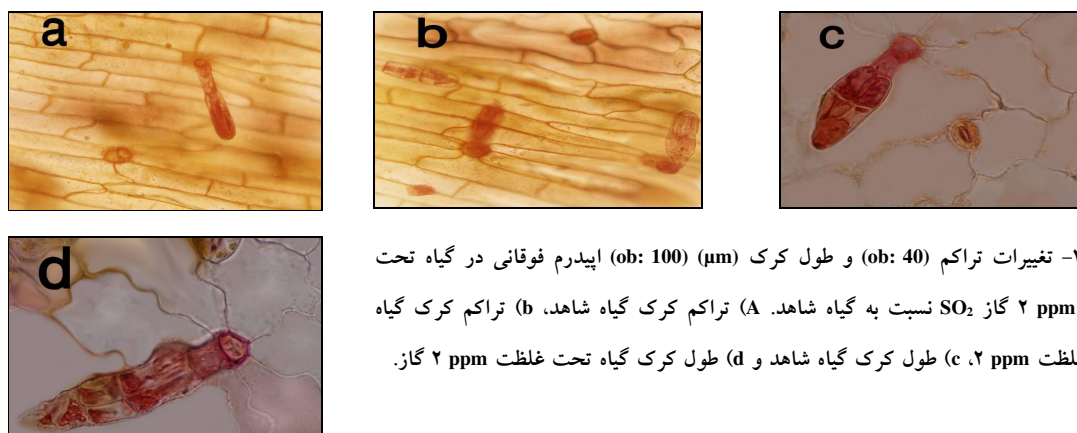 a
b
c
d
- تغییرات تراکم (ob: 40) و طول کرک (µm) (ob: 100) اپیدرم فوقانی در گیاه تحت
۲ ppm گاز SO₂ نسبت به گیاه شاهد. A) تراکم کرک گیاه شاهد، b) تراکم کرک گیاه
۲ ppm، c) طول کرک گیاه شاهد و d) طول کرک گیاه تحت غلظت ۲ ppm گاز.